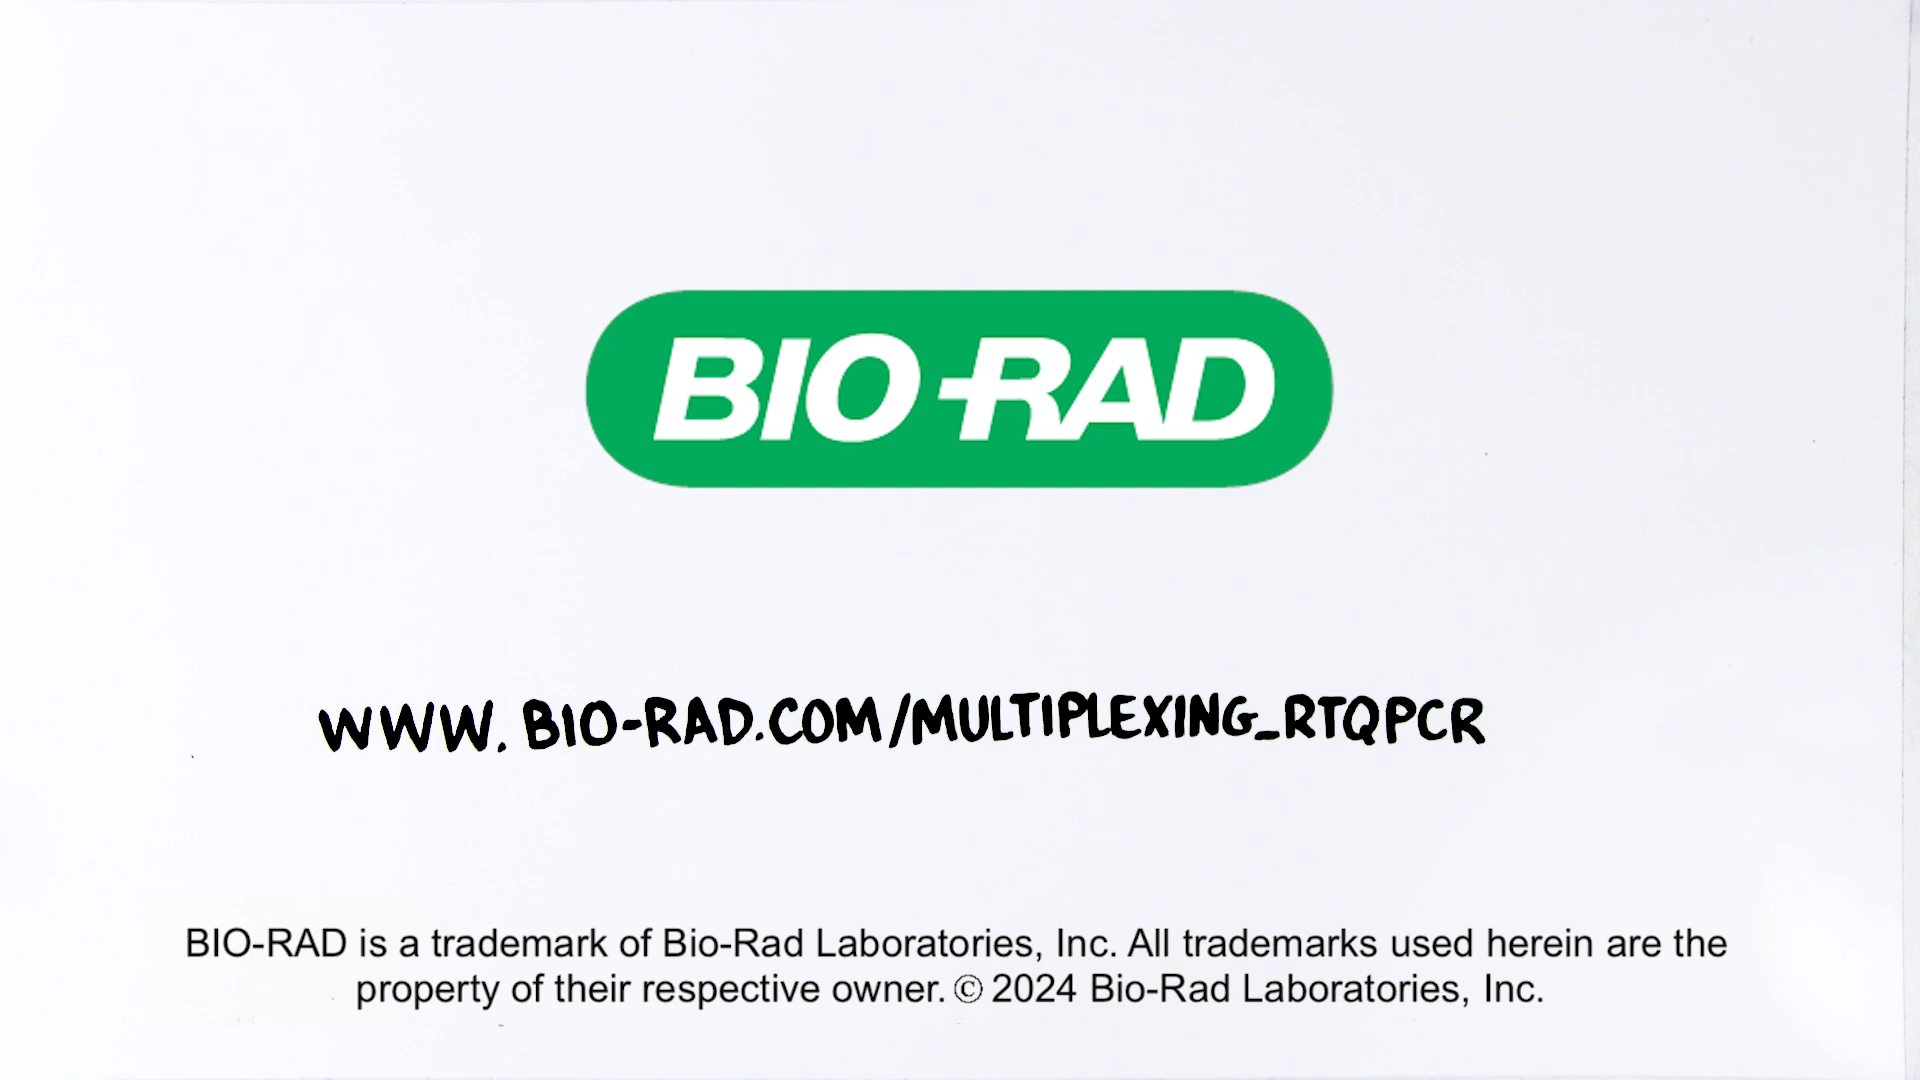 BIO-RAD
WWW.BIO-RAD.COM/MULTIPLEXING_RTQPCR
BIO-RAD is a trademark of Bio-Rad Laboratories, Inc. All trademarks used herein are the
property of their respective owner. © 2024 Bio-Rad Laboratories, Inc.